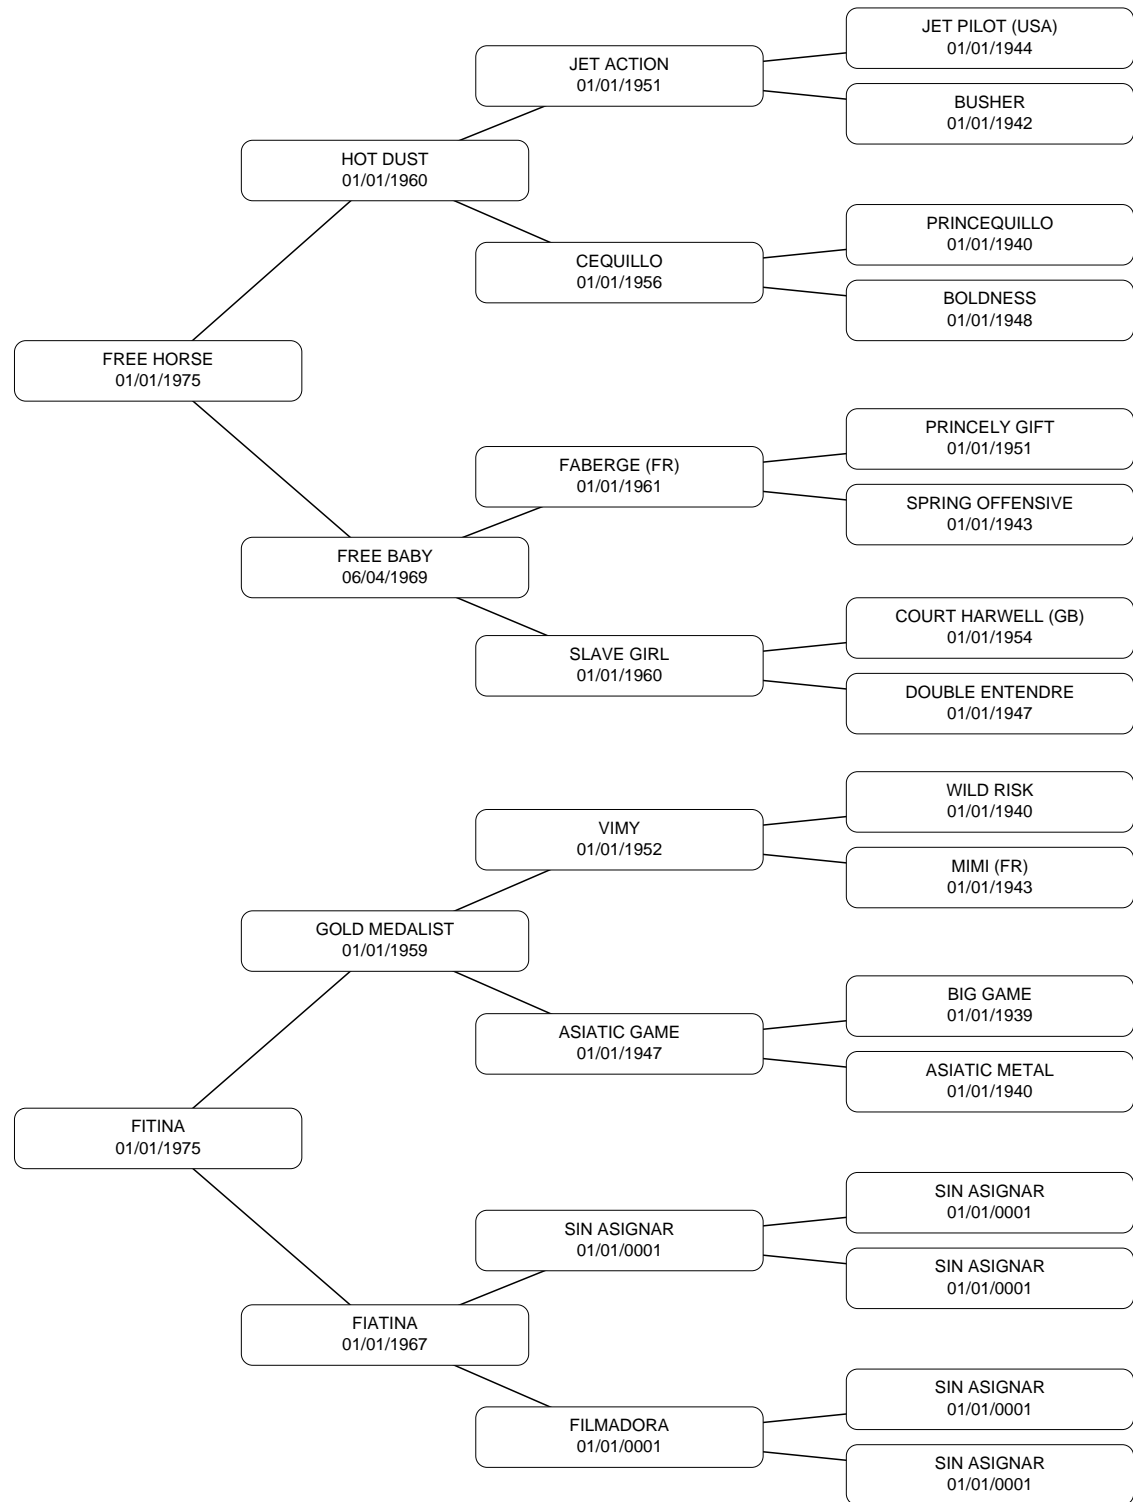 JET PILOT (USA)
01/01/1944
JET ACTION
01/01/1951
BUSHER
01/01/1942
HOT DUST
01/01/1960
PRINCEQUILLO
01/01/1940
CEQUILLO
01/01/1956
BOLDNESS
01/01/1948
FREE HORSE
01/01/1975
PRINCELY GIFT
01/01/1951
FABERGE (FR)
01/01/1961
SPRING OFFENSIVE
01/01/1943
FREE BABY
06/04/1969
COURT HARWELL (GB)
01/01/1954
SLAVE GIRL
01/01/1960
DOUBLE ENTENDRE
01/01/1947
WILD RISK
01/01/1940
VIMY
01/01/1952
MIMI (FR)
01/01/1943
GOLD MEDALIST
01/01/1959
BIG GAME
01/01/1939
ASIATIC GAME
01/01/1947
ASIATIC METAL
01/01/1940
FITINA
01/01/1975
SIN ASIGNAR
01/01/0001
SIN ASIGNAR
01/01/0001
SIN ASIGNAR
01/01/0001
FIATINA
01/01/1967
SIN ASIGNAR
01/01/0001
FILMADORA
01/01/0001
SIN ASIGNAR
01/01/0001